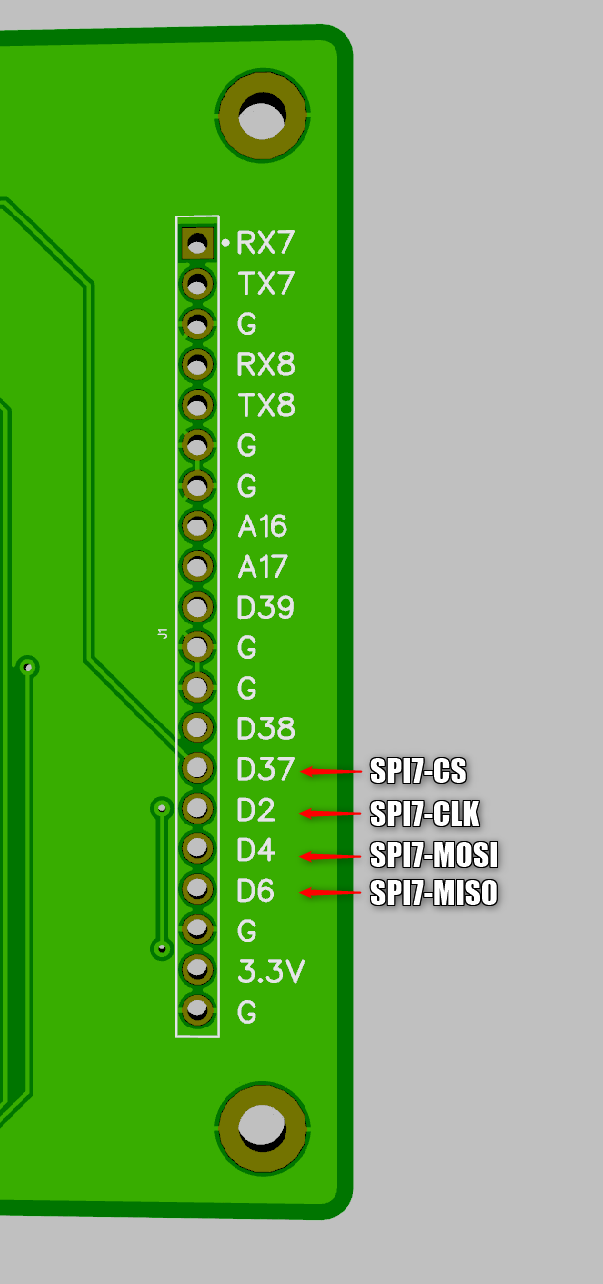 RX7
TX7
G
RX8
TX8
G
G
A16
A17
D39
J1
G
G
D38
D37 SPI7-CS
D2 SPI7-CLK
D4 SPI7-MOSI
D6 SPI7-MISO
G
3.3V
G